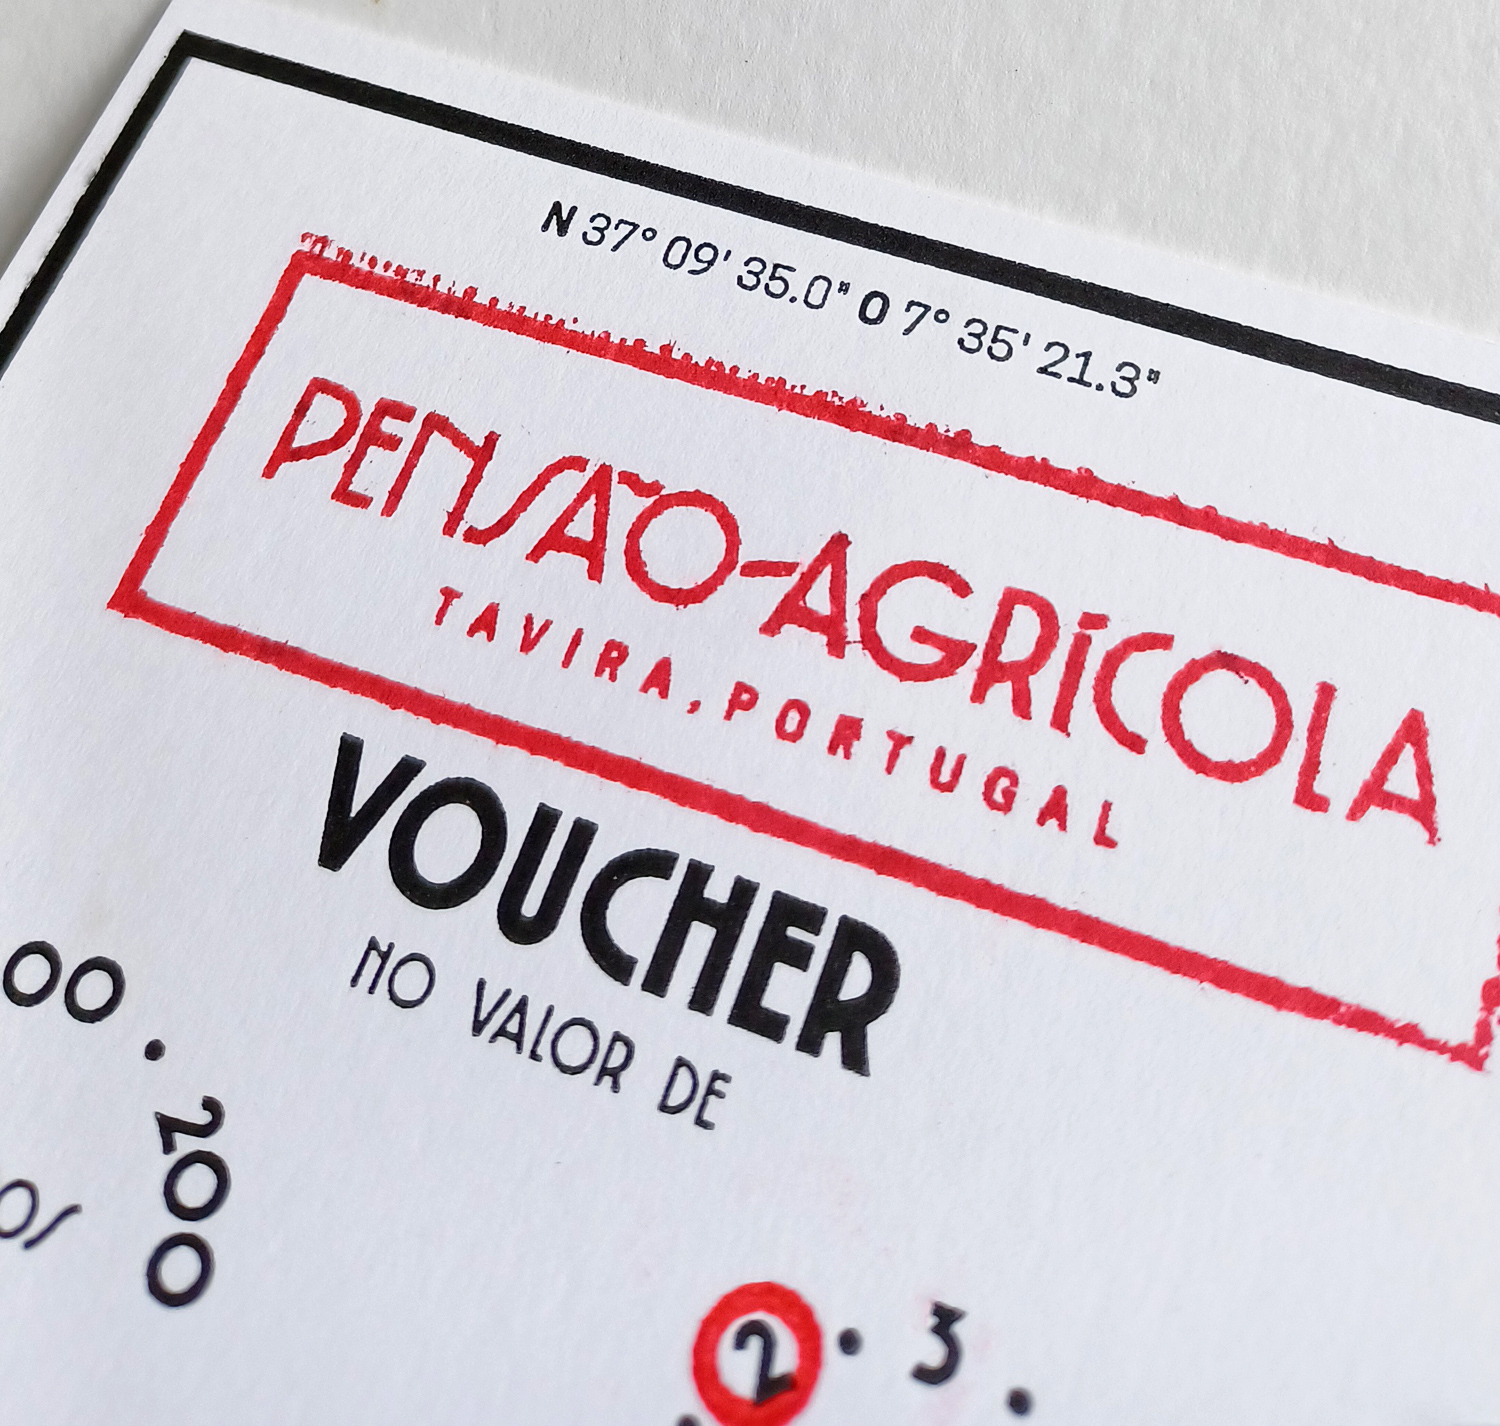 N 37° 09' 35.0" O 7° 35' 21.3"
PENSÃO-AGRÍCOLA
TAVIRA, PORTUGAL
VOUCHER
NO VALOR DE
00 . 200
OS
2 . 3 .